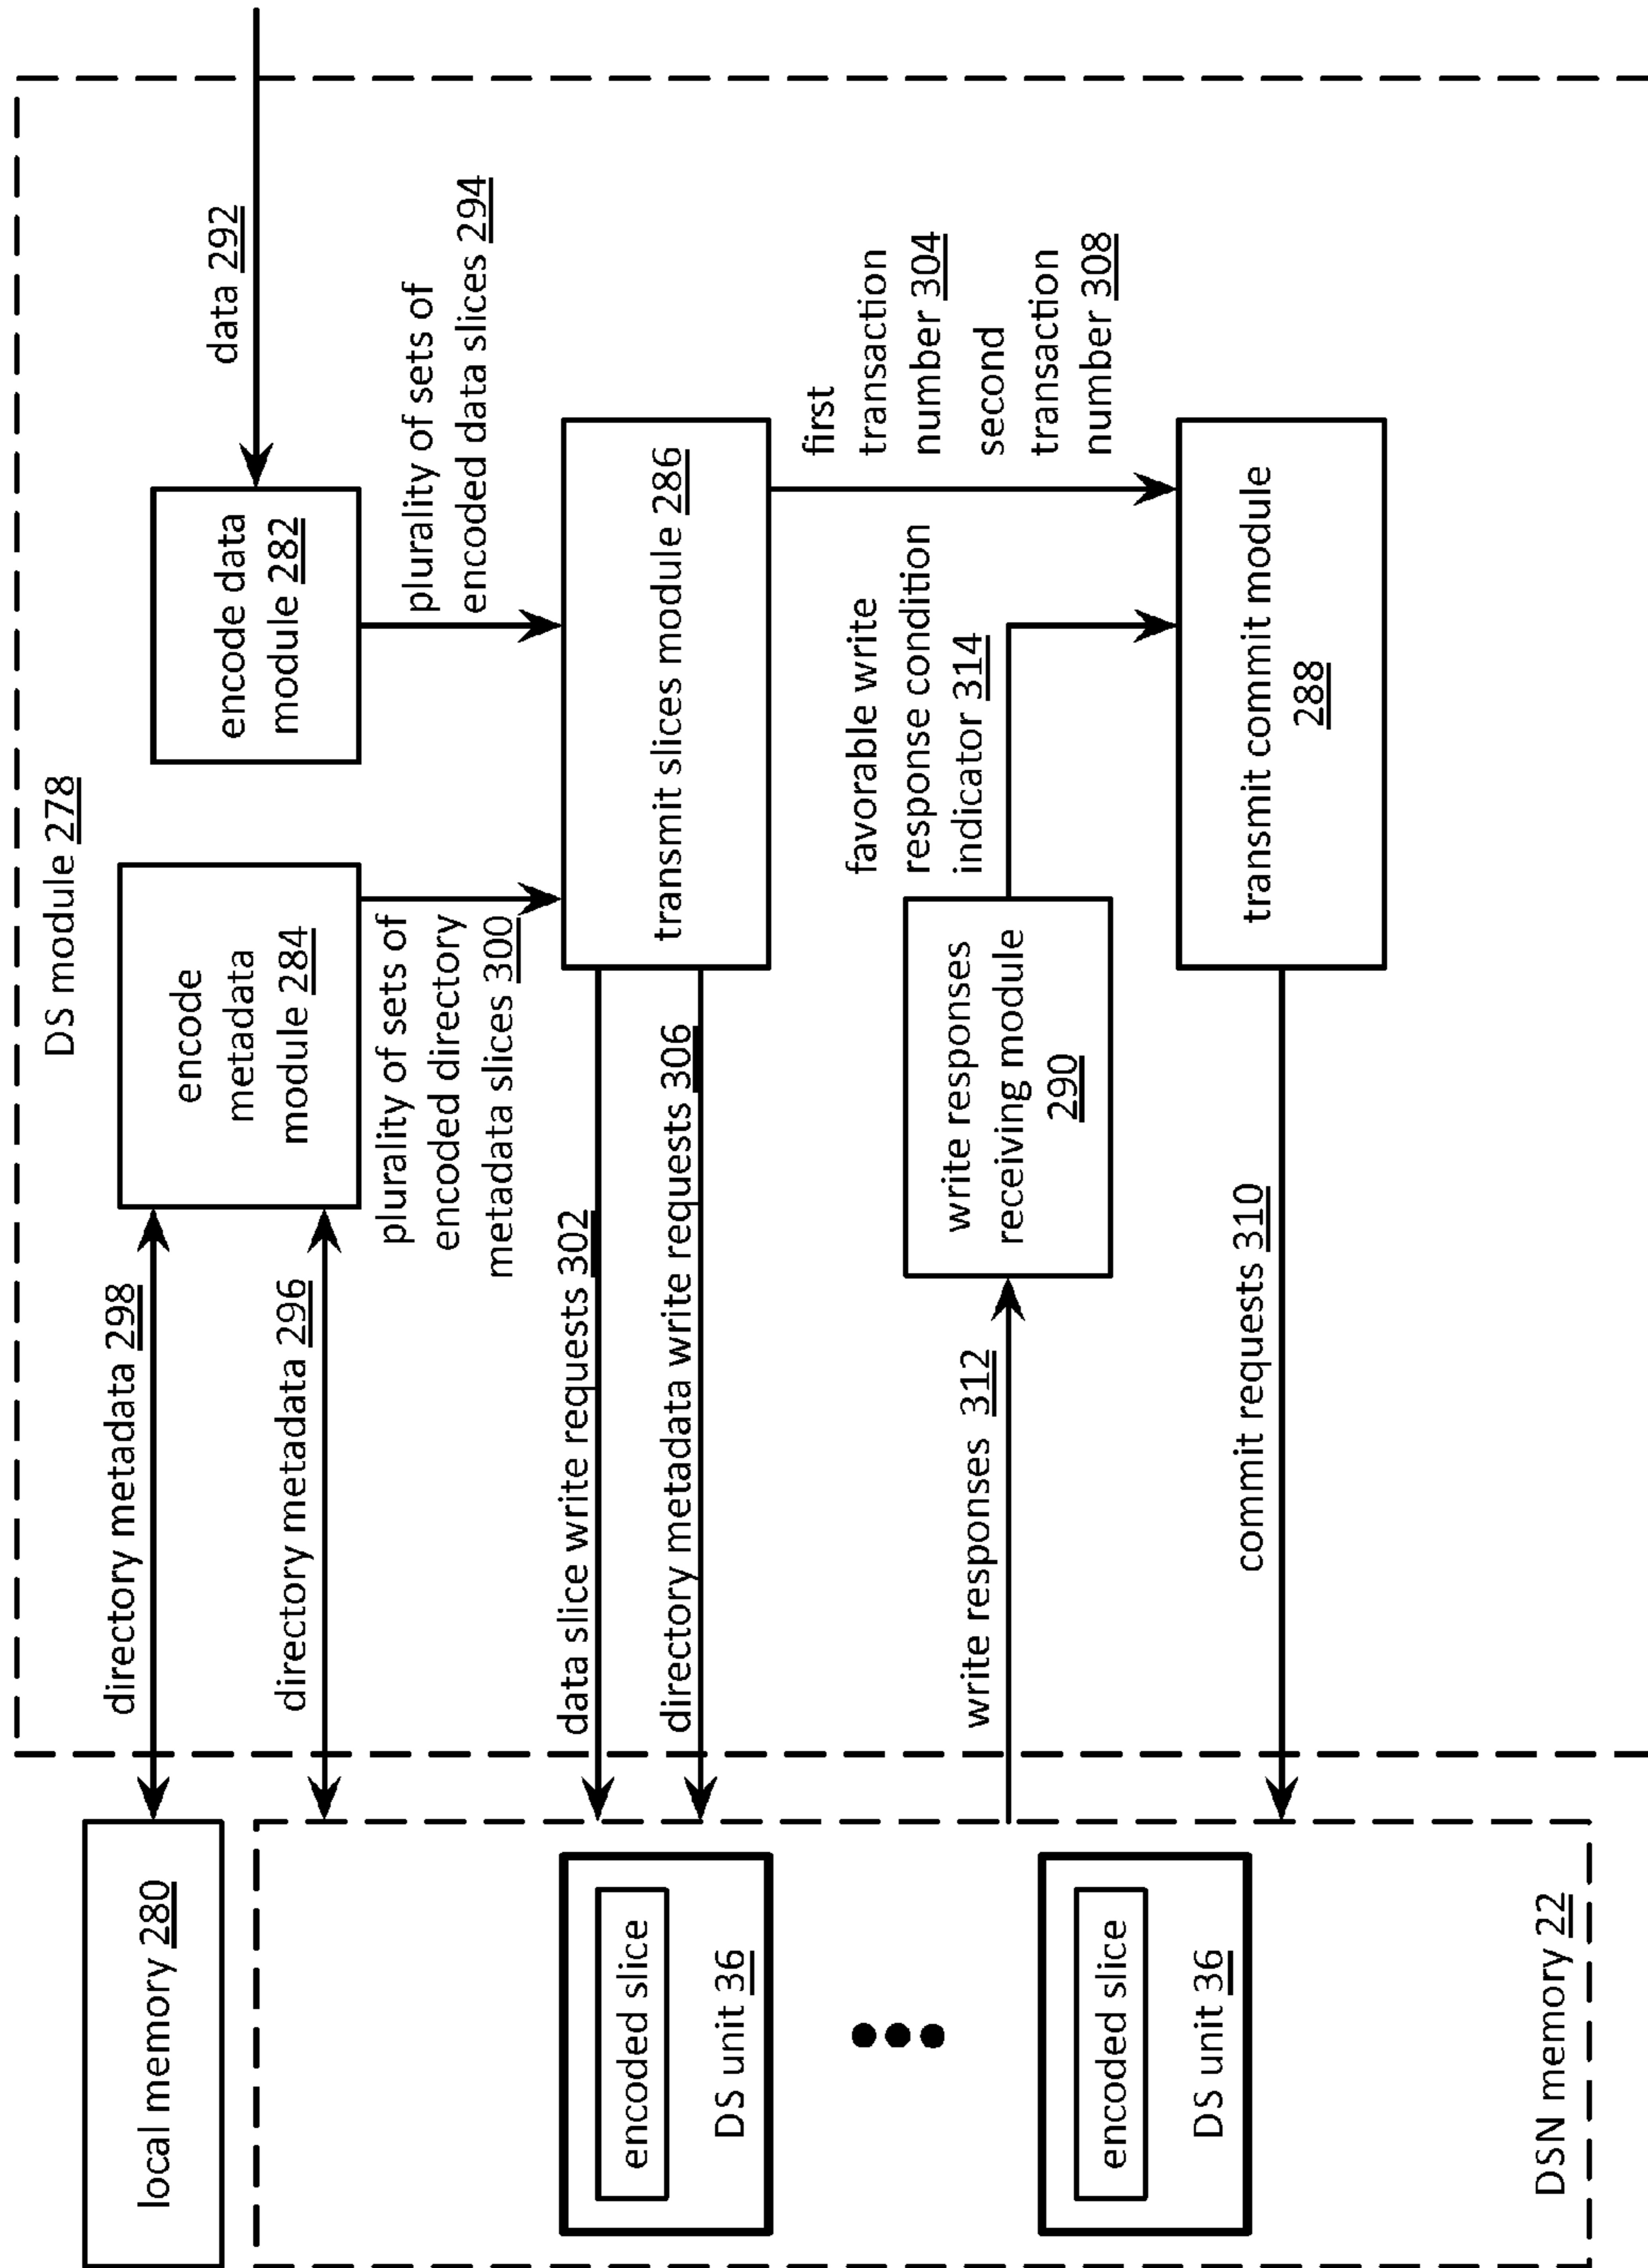 DS module 278
local memory 280
directory metadata 298
directory metadata 296
encode
metadata
module 284
encode data
module 282
data 292
plurality of sets of
encoded directory
metadata slices 300
plurality of sets of
encoded data slices 294
data slice write requests 302
directory metadata write requests 306
transmit slices module 286
encoded slice
DS unit 36
first
transaction
number 304
second
transaction
number 308
favorable write
response condition
indicator 314
write responses 312
write responses
receiving module
290
encoded slice
DS unit 36
commit requests 310
transmit commit module
288
DSN memory 22